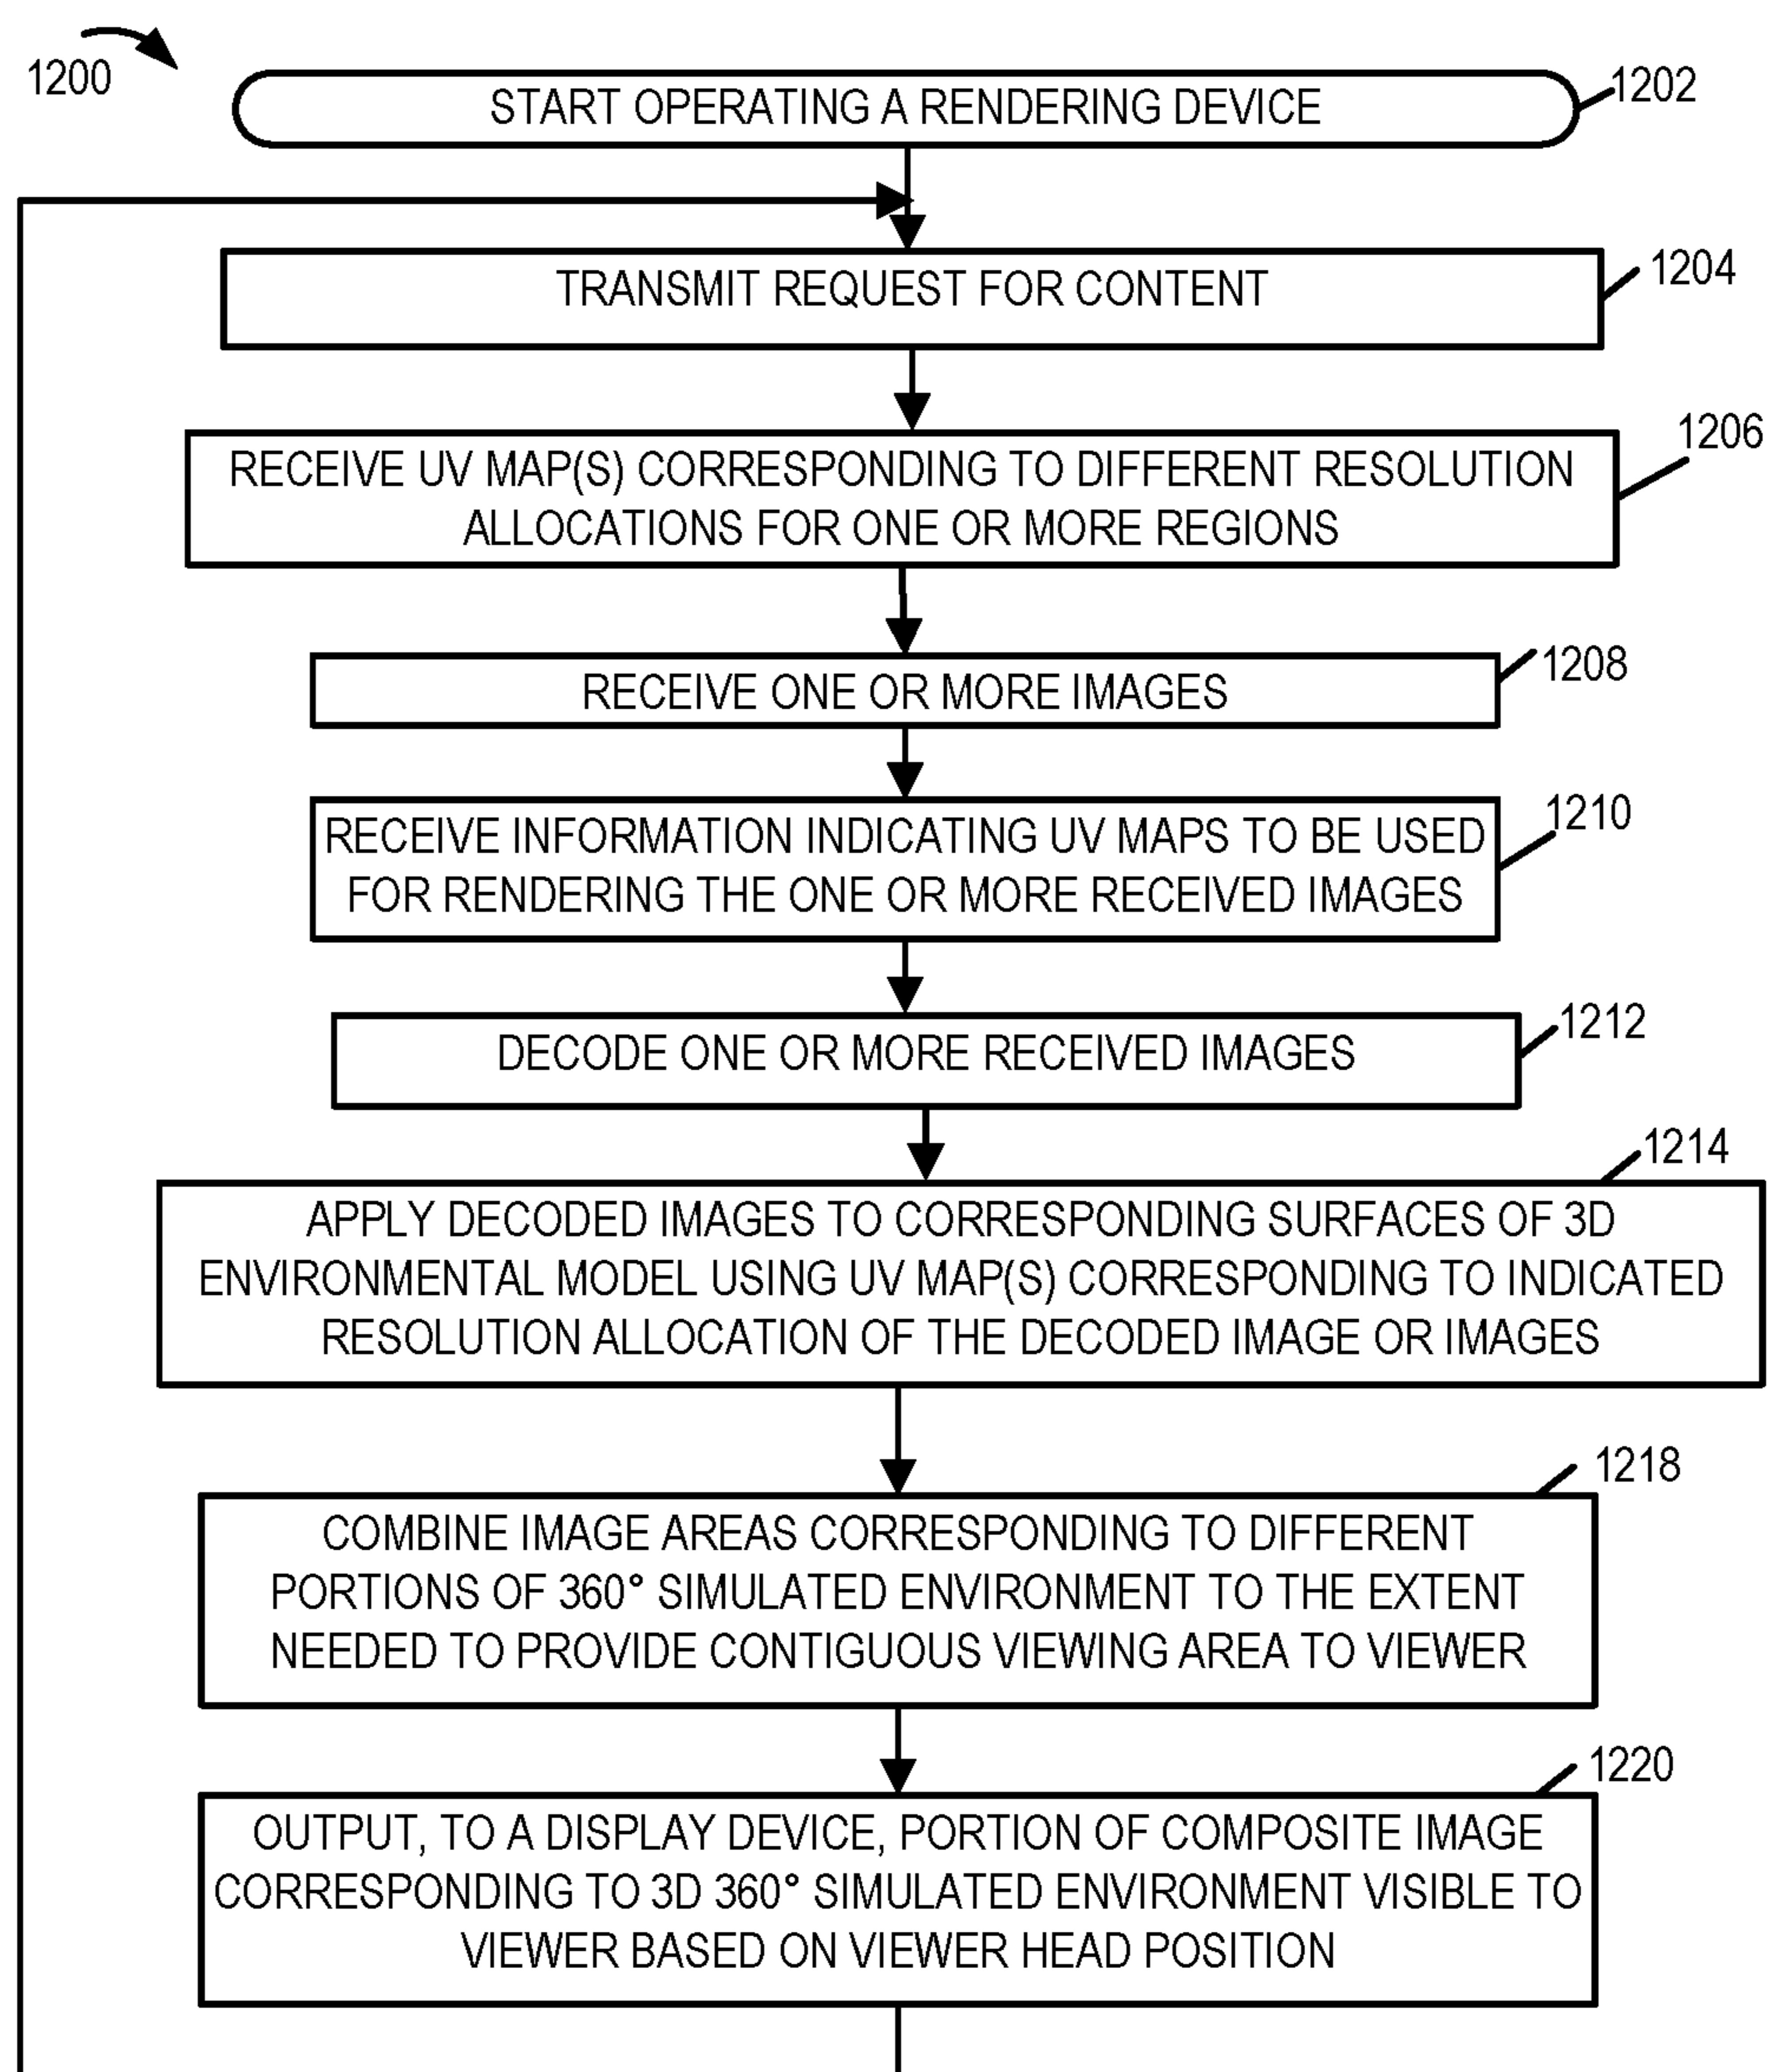 1200
START OPERATING A RENDERING DEVICE
1202
TRANSMIT REQUEST FOR CONTENT
1204
1206
RECEIVE UV MAP(S) CORRESPONDING TO DIFFERENT RESOLUTION
ALLOCATIONS FOR ONE OR MORE REGIONS
1208
RECEIVE ONE OR MORE IMAGES
1210
RECEIVE INFORMATION INDICATING UV MAPS TO BE USED
FOR RENDERING THE ONE OR MORE RECEIVED IMAGES
1212
DECODE ONE OR MORE RECEIVED IMAGES
1214
APPLY DECODED IMAGES TO CORRESPONDING SURFACES OF 3D
ENVIRONMENTAL MODEL USING UV MAP(S) CORRESPONDING TO INDICATED
RESOLUTION ALLOCATION OF THE DECODED IMAGE OR IMAGES
1218
COMBINE IMAGE AREAS CORRESPONDING TO DIFFERENT
PORTIONS OF 360° SIMULATED ENVIRONMENT TO THE EXTENT
NEEDED TO PROVIDE CONTIGUOUS VIEWING AREA TO VIEWER
1220
OUTPUT, TO A DISPLAY DEVICE, PORTION OF COMPOSITE IMAGE
CORRESPONDING TO 3D 360° SIMULATED ENVIRONMENT VISIBLE TO
VIEWER BASED ON VIEWER HEAD POSITION